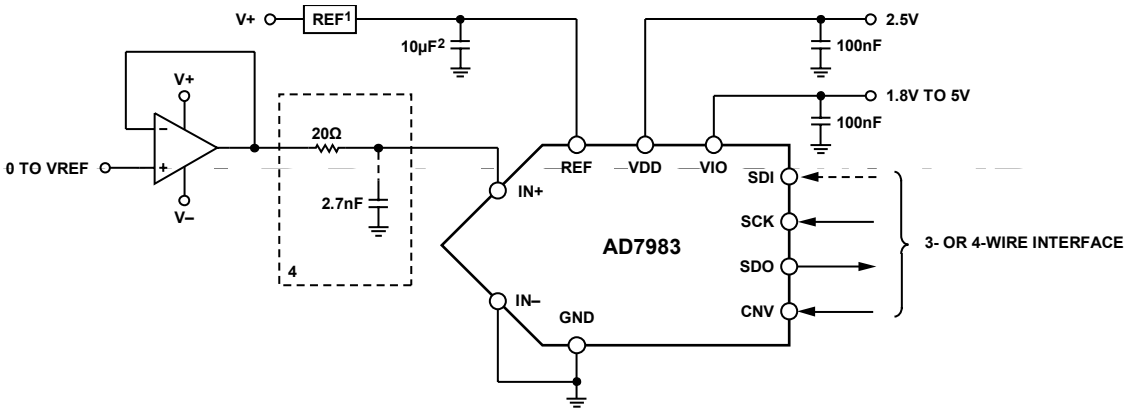 V+ REF1 10µF2 2.5V 100nF
1.8V TO 5V
100nF
V+
−
+
0 TO VREF
V−
20Ω
2.7nF
4
REF VDD VIO
IN+
IN−
GND
AD7983
SDI
SCK
SDO
CNV
3- OR 4-WIRE INTERFACE